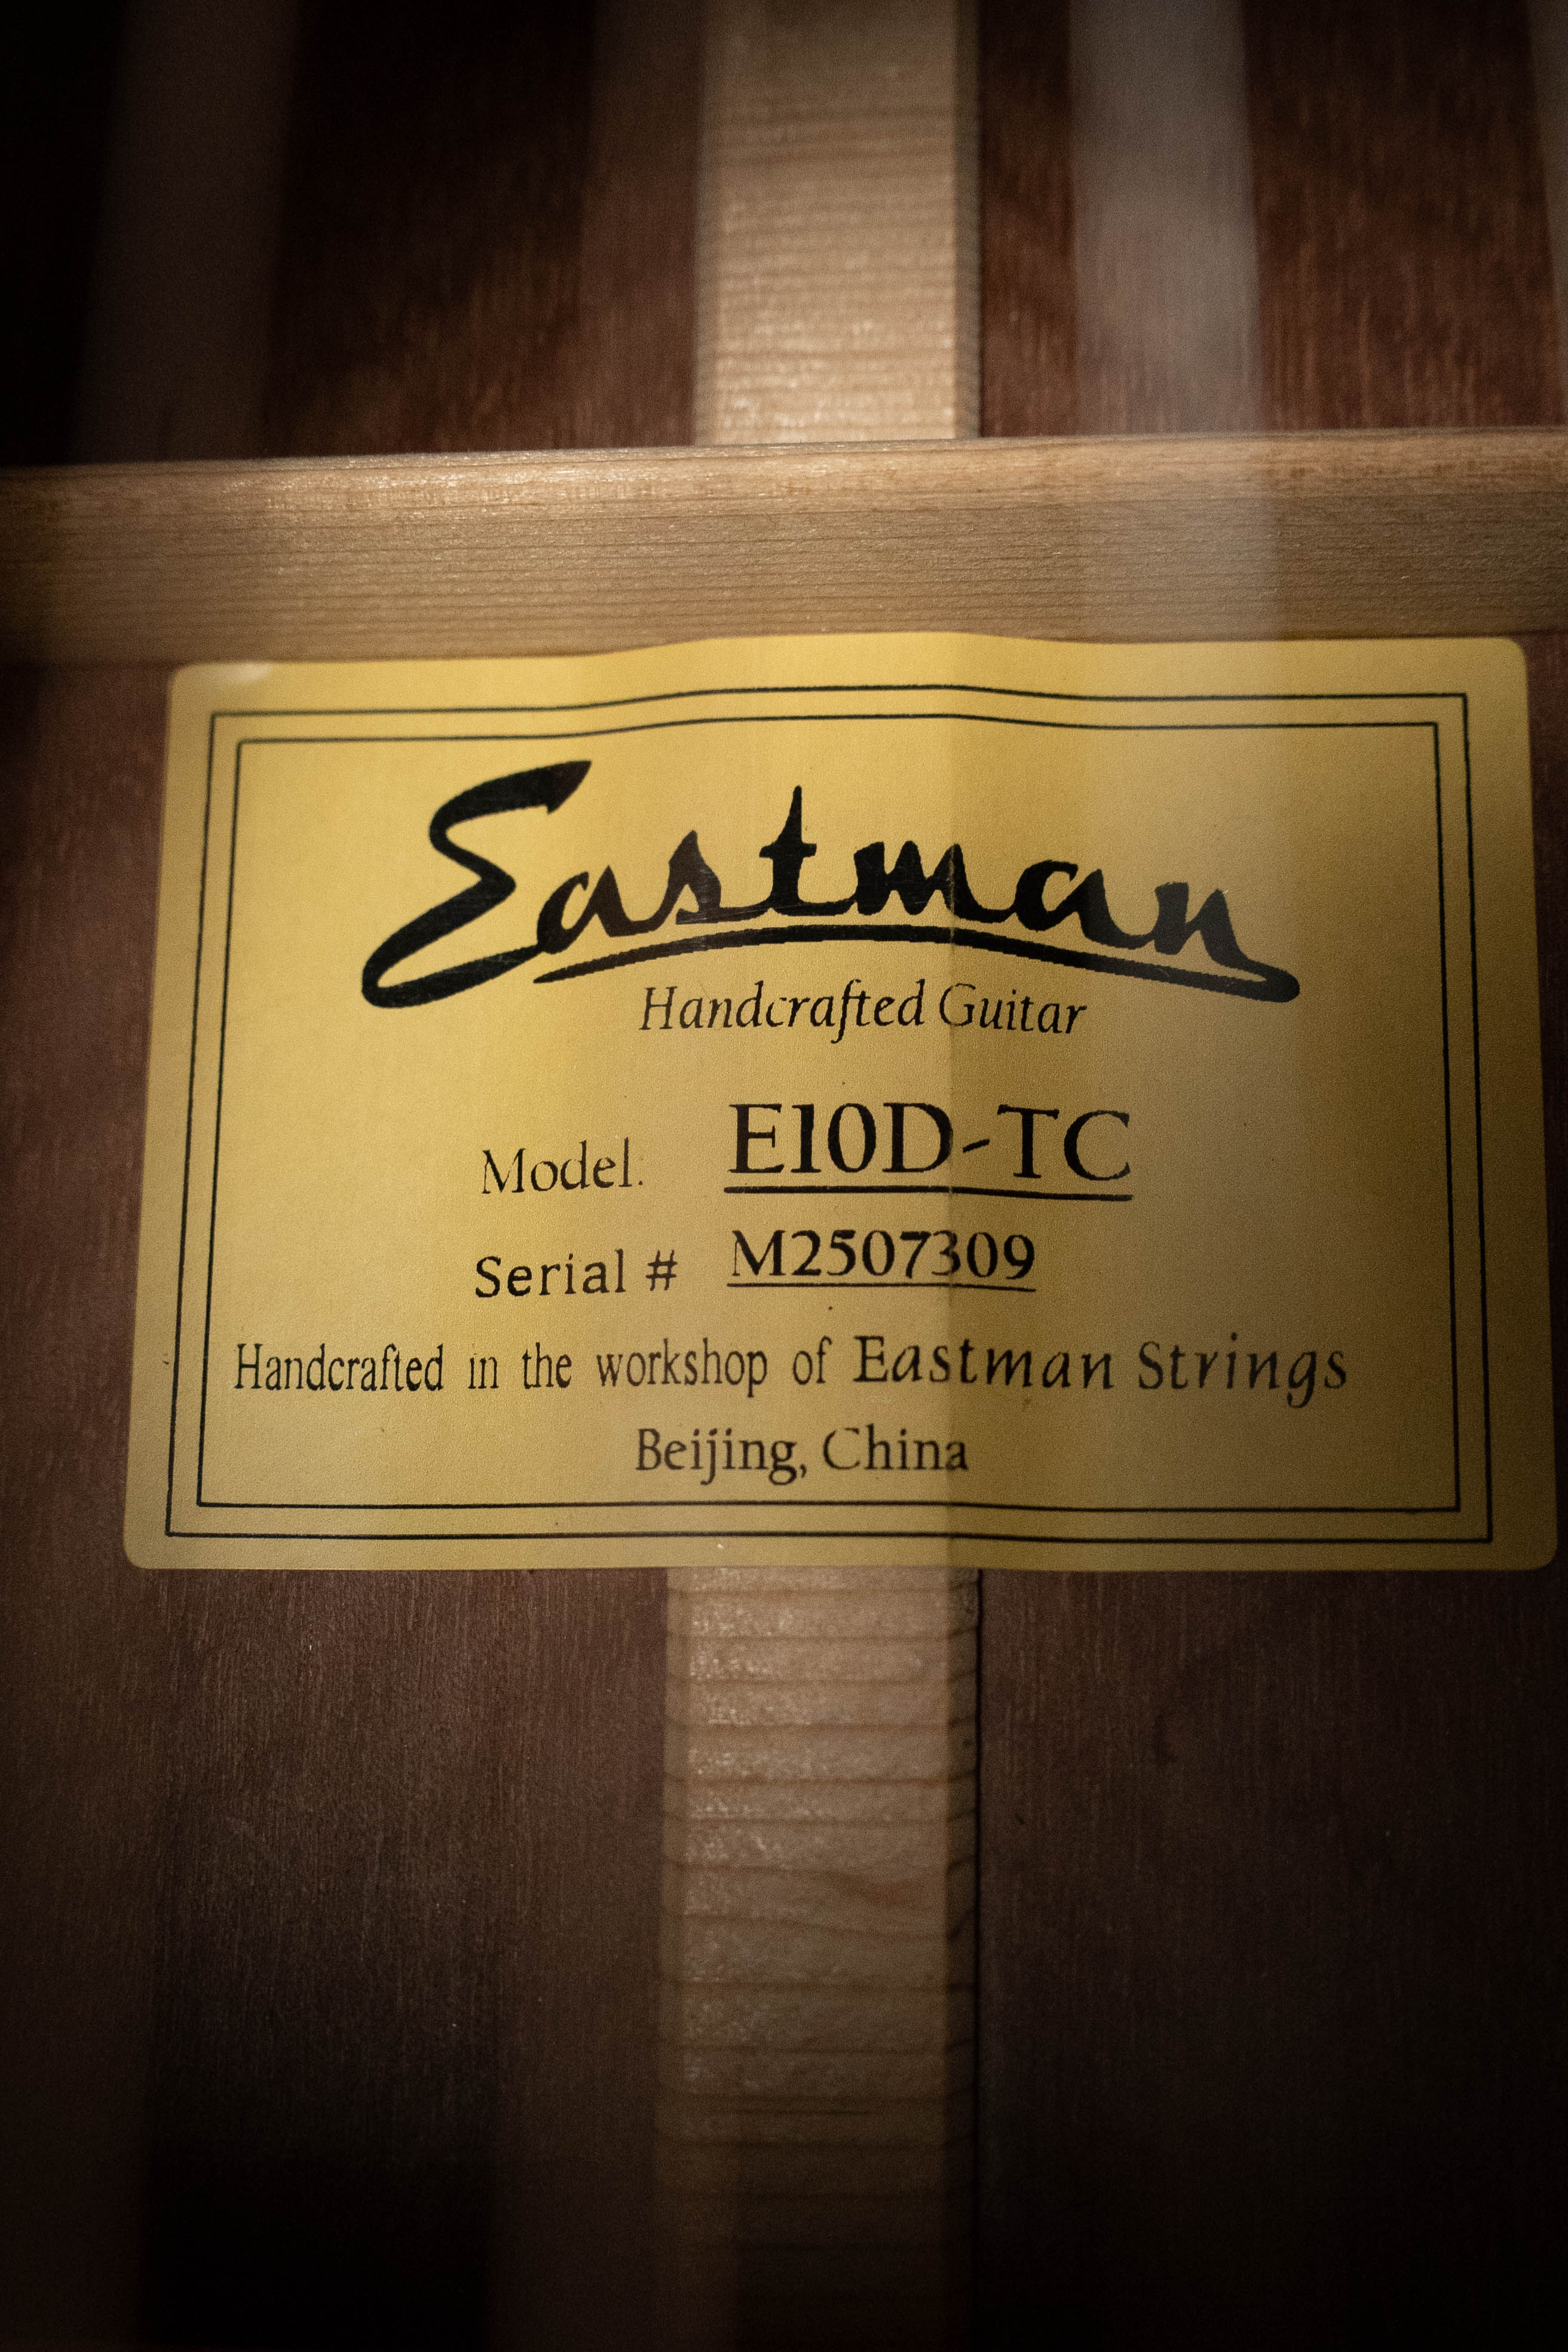 Eastman
Handcrafted Guitar
Model: E10D-TC
Serial # M2507309
Handcrafted in the workshop of Eastman Strings
Beijing, China